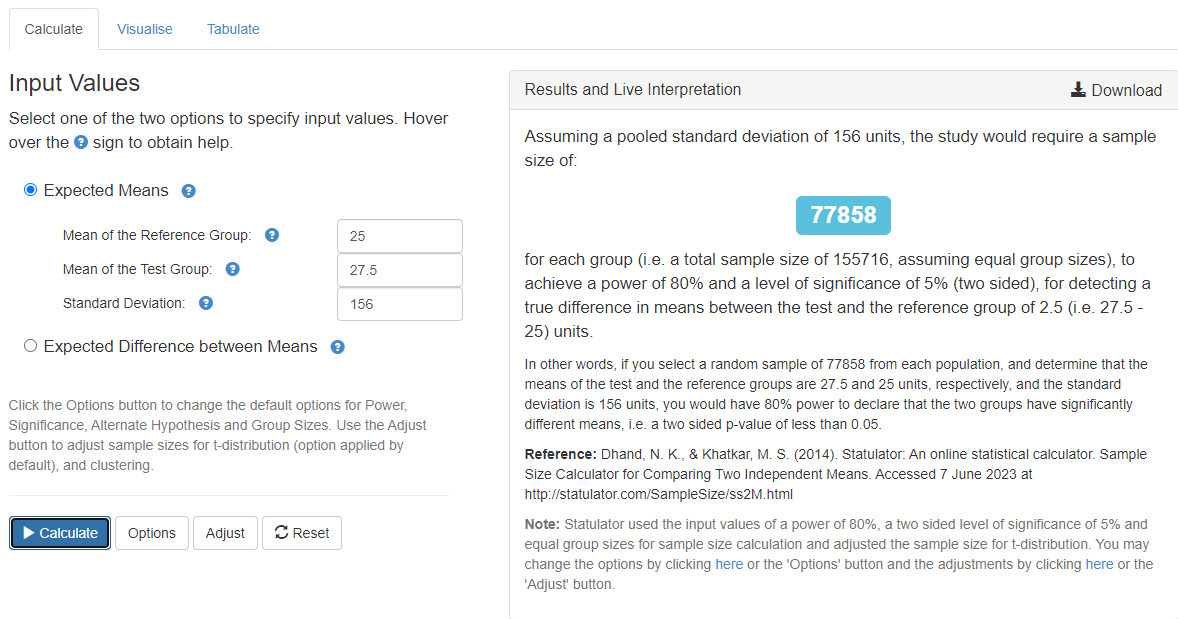 Calculate Visualise Tabulate
Input Values
Select one of the two options to specify input values. Hover
over the ? sign to obtain help.
Expected Means ?
Mean of the Reference Group: ? 25
Mean of the Test Group: ? 27.5
Standard Deviation: ? 156
Expected Difference between Means ?
Click the Options button to change the default options for Power,
Significance, Alternate Hypothesis and Group Sizes. Use the Adjust
button to adjust sample sizes for t-distribution (option applied by
default), and clustering.
Calculate Options Adjust Reset
Results and Live Interpretation Download
Assuming a pooled standard deviation of 156 units, the study would require a sample
size of:
77858
for each group (i.e. a total sample size of 155716, assuming equal group sizes), to
achieve a power of 80% and a level of significance of 5% (two sided), for detecting a
true difference in means between the test and the reference group of 2.5 (i.e. 27.5 -
25) units.
In other words, if you select a random sample of 77858 from each population, and determine that the
means of the test and the reference groups are 27.5 and 25 units, respectively, and the standard
deviation is 156 units, you would have 80% power to declare that the two groups have significantly
different means, i.e. a two sided p-value of less than 0.05.
Reference: Dhand, N. K., & Khatkar, M. S. (2014). Statulator: An online statistical calculator. Sample
Size Calculator for Comparing Two Independent Means. Accessed 7 June 2023 at
http://statulator.com/SampleSize/ss2M.html
Note: Statulator used the input values of a power of 80%, a two sided level of significance of 5% and
equal group sizes for sample size calculation and adjusted the sample size for t-distribution. You may
change the options by clicking here or the 'Options' button and the adjustments by clicking here or the
'Adjust' button.